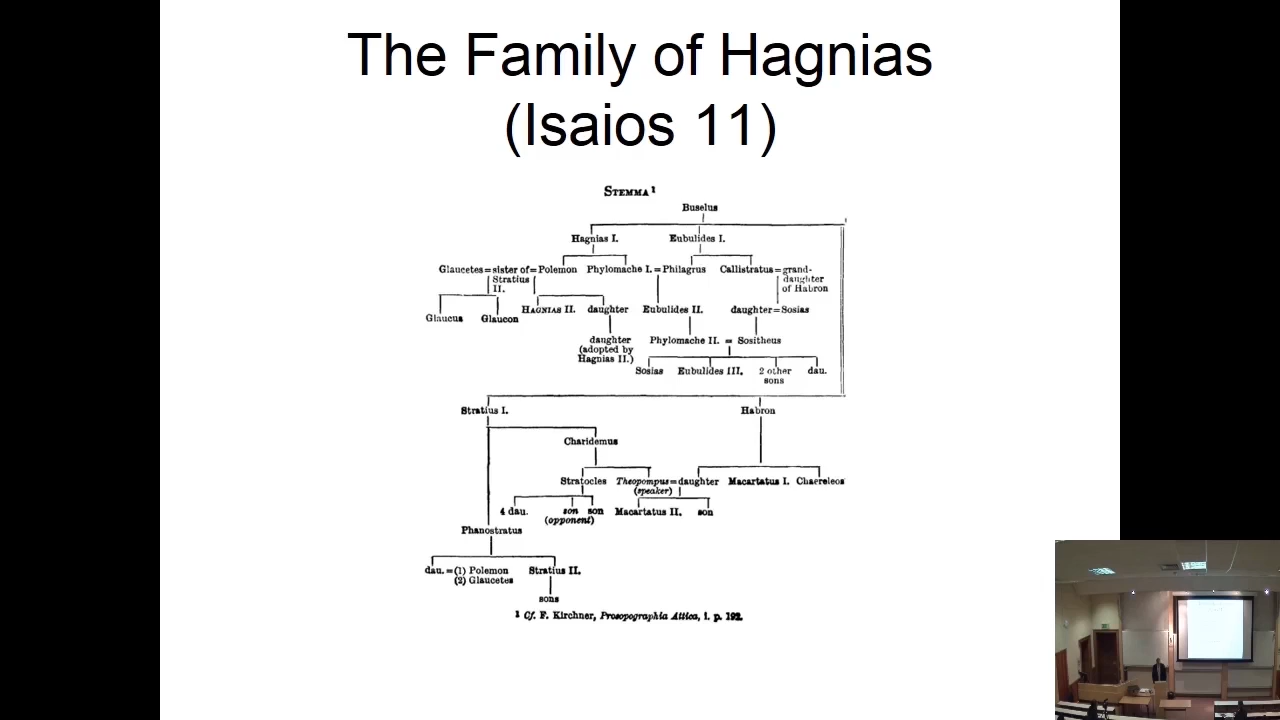 The Family of Hagnias
(Isaios 11)
STEMMA 1
Buselus
Hagnias I. Eubulides I.
Glaucetes=sister of=Polemon Phylomache I.=Philagrus Callistratus=grand-
Stratius daughter
II. of Habron
Glaucus Glaucon HAGNIAS II. daughter Eubulides II. daughter=Sosias
daughter Phylomache II. = Sositheus
(adopted by
Hagnias II.)
Sosias Eubulides III. 2 other dau.
sons
Stratius I. Habron
Charidemus
Stratocles Theopompus=daughter Macartatus I. Chaereleos
(speaker)
4 dau. son son Macartatus II. son
(opponent)
Phanostratus
dau.=(1) Polemon Stratius II.
(2) Glaucetes
sons
1 Cf. F. Kirchner, Prosopographia Attica, i. p. 192.